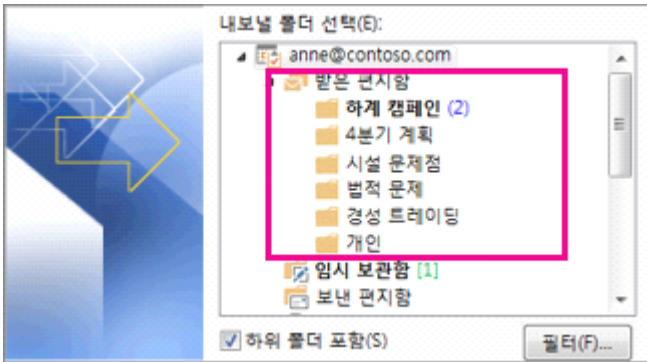 내보낼 폴더 선택(E):
anne@contoso.com
받은 편지함
하계 캠페인 (2)
4분기 계획
시설 문제점
법적 문제
경성 트레이딩
개인
임시 보관함 [1]
보낸 편지함
하위 폴더 포함(S)
필터(F)...